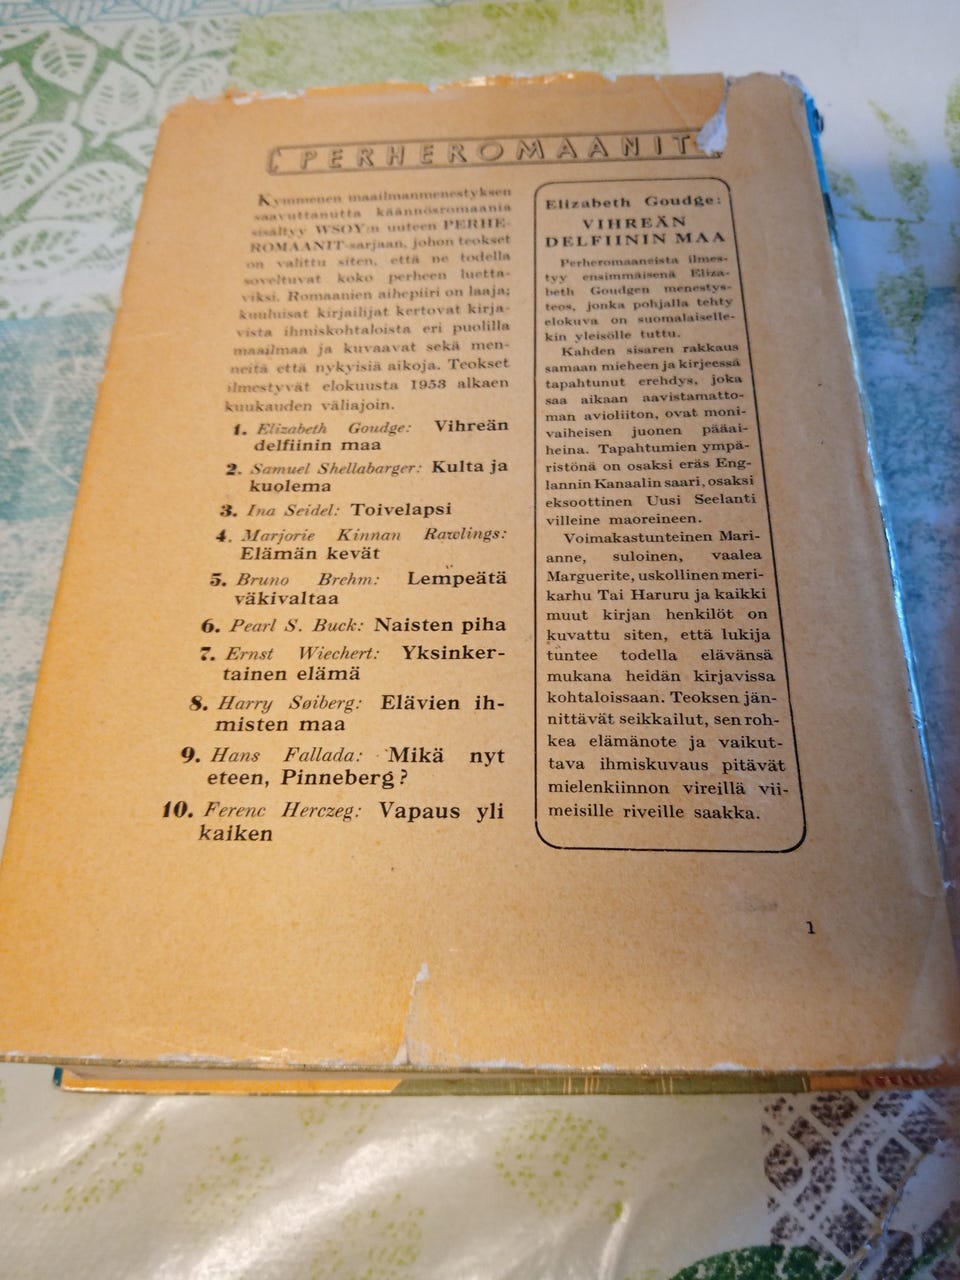 PERHEROMAANIT
Kymmenen maailmanmenestyksen
saavuttanutta käännösromaania
sisältyy WSOY:n uuteen PERHE-
ROMAANIT-sarjaan, johon teokset
on valittu siten, että ne todella
soveltuvat koko perheen luetta-
viksi. Romaanien aihepiiri on laaja;
kuuluisat kirjailijat kertovat kirja-
vista ihmiskohtaloista eri puolilla
maailmaa ja kuvaavat sekä men-
neitä että nykyisiä aikoja. Teokset
ilmestyvät elokuusta 1953 alkaen
kuukauden väliajoin.
1. Elizabeth Goudge: Vihreän
delfiinin maa
2. Samuel Shellabarger: Kulta ja
kuolema
3. Ina Seidel: Toivelapsi
4. Marjorie Kinnan Rawlings:
Elämän kevät
5. Bruno Brehm: Lempeätä
väkivaltaa
6. Pearl S. Buck: Naisten piha
7. Ernst Wiechert: Yksinker-
tainen elämä
8. Harry Søiberg: Elävien ih-
misten maa
9. Hans Fallada: Mikä nyt
eteen, Pinneberg?
10. Ferenc Herczeg: Vapaus yli
kaiken
Elizabeth Goudge:
VIHREÄN
DELFIININ MAA
Perheromaaneista ilmes-
tyy ensimmäisenä Eliza-
beth Goudgen menestys-
teos, jonka pohjalla tehty
elokuva on suomalaiselle-
kin yleisölle tuttu.
Kahden sisaren rakkaus
samaan mieheen ja kirjeessä
tapahtunut erehdys, joka
saa aikaan aavistamatto-
man avioliiton, ovat moni-
vaiheisen juonen pääai-
heina. Tapahtumien ympä-
ristönä on osaksi eräs Eng-
lannin Kanaalin saari, osaksi
eksoottinen Uusi Seelanti
villeine maoreineen.
Voimakastunteinen Mari-
anne, suloinen, vaalea
Marguerite, uskollinen meri-
karhu Tai Haruru ja kaikki
muut kirjan henkilöt on
kuvattu siten, että lukija
tuntee todella elävänsä
mukana heidän kirjavissa
kohtaloissaan. Teoksen jän-
nittävät seikkailut, sen roh-
kea elämänote ja vaikut-
tava ihmiskuvaus pitävät
mielenkiinnon vireillä vii-
meisille riveille saakka.
1